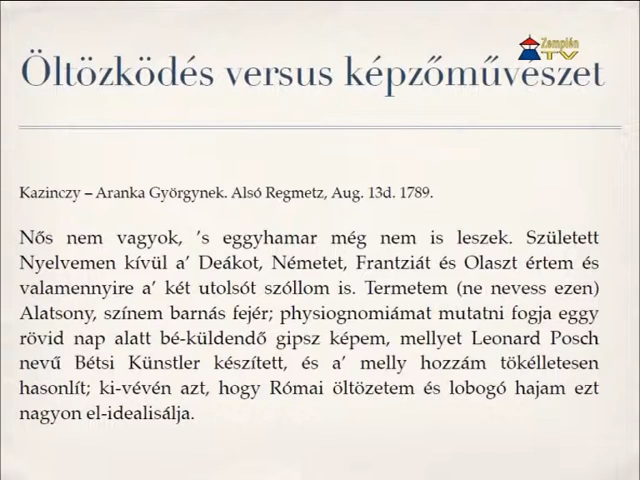 Zemplén
TV
Öltözködés versus képzőművészet
Kazinczy – Aranka Györgynek. Alsó Regmetz, Aug. 13d. 1789.
Nős nem vagyok, ’s eggyhamar még nem is leszek. Született
Nyelvemen kívül a’ Deákot, Németet, Frantziát és Olaszt értem és
valamennyire a’ két utolsót szóllom is. Termetem (ne nevess ezen)
Alatsony, színem barnás fejér; physiognomiámat mutatni fogja eggy
rövid nap alatt bé-küldendő gipsz képem, mellyet Leonard Posch
nevű Bétsi Künstler készített, és a’ melly hozzám tökélletesen
hasonlít; ki-vévén azt, hogy Római öltözetem és lobogó hajam ezt
nagyon el-idealisálja.